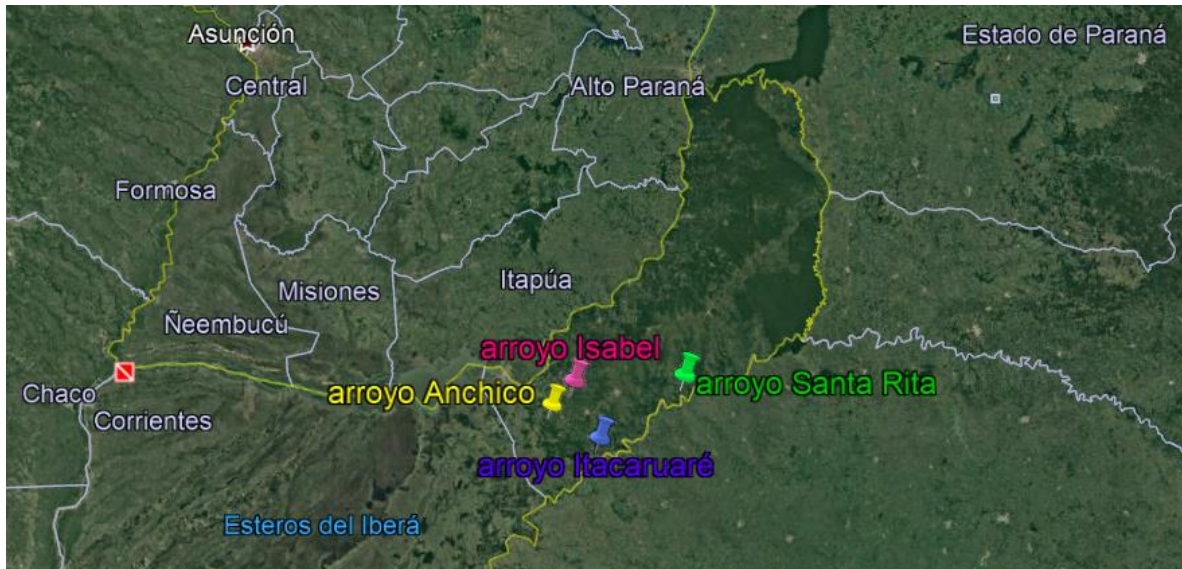 Asunción
Estado de Paraná
Central
Alto Paraná
Formosa
Itapúa
Misiones
Ñeembucú
arroyo Isabel
Chaco
arroyo Anchico
arroyo Santa Rita
Corrientes
arroyo Itacaruaré
Esteros del Iberá